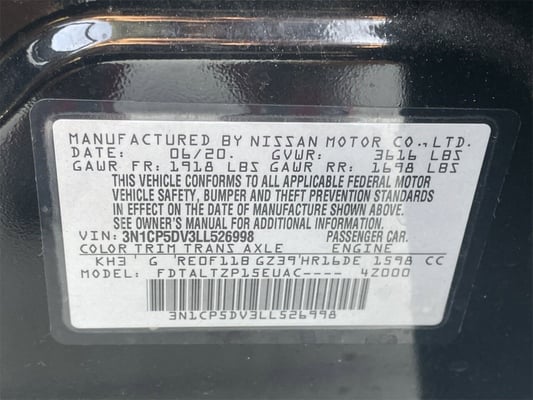 MANUFACTURED BY NISSAN MOTOR CO.,LTD.
DATE: 06/20. GVWR: 3616 LBS
GAWR FR: 1918 LBS GAWR RR: 1698 LBS
THIS VEHICLE CONFORMS TO ALL APPLICABLE FEDERAL MOTOR
VEHICLE SAFETY, BUMPER AND THEFT PREVENTION STANDARDS
IN EFFECT ON THE DATE OF MANUFACTURE SHOWN ABOVE.
SEE OWNER'S MANUAL FOR ADDITIONAL INFORMATION.
VIN: 3N1CP5DV3LL526998 PASSENGER CAR.
COLOR TRIM TRANS AXLE ENGINE
KH3 G RE0F11B GZ39 HR16DE 1598 CC
MODEL: FDTALTZP15EUAC---- 4Z000
3N1CP5DV3LL526998